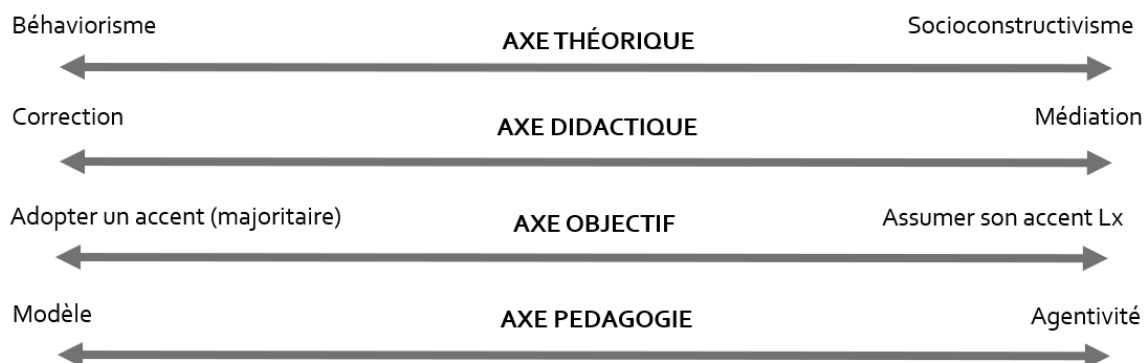 Béhaviorisme
AXE THÉORIQUE
Socioconstructivisme
Correction
AXE DIDACTIQUE
Médiation
Adopter un accent (majoritaire)
AXE OBJECTIF
Assumer son accent Lx
Modèle
AXE PEDAGOGIE
Agentivité